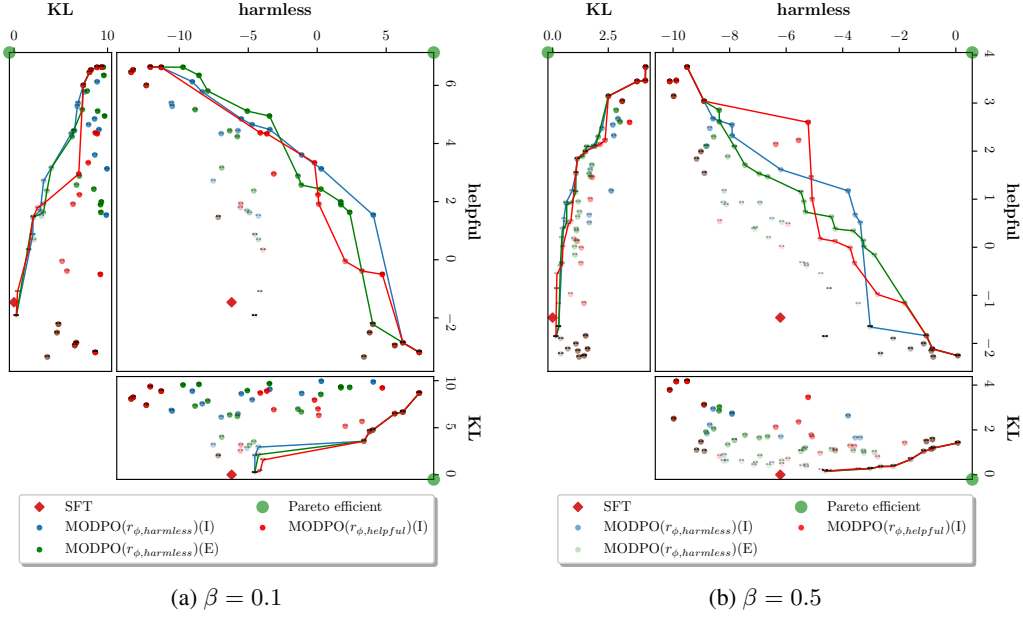 KL harmless
0 10 −10 −5 0 5
6
4
2
0
−2
helpful
10
5
0
KL
SFT
MODPO(rϕ,harmless)(I)
MODPO(rϕ,harmless)(E)
Pareto efficient
MODPO(rϕ,helpful)(I)
(a) β = 0.1
KL harmless
0.0 2.5 −10 −8 −6 −4 −2 0
4
3
2
1
0
−1
−2
helpful
4
2
0
KL
SFT
MODPO(rϕ,harmless)(I)
MODPO(rϕ,harmless)(E)
Pareto efficient
MODPO(rϕ,helpful)(I)
(b) β = 0.5